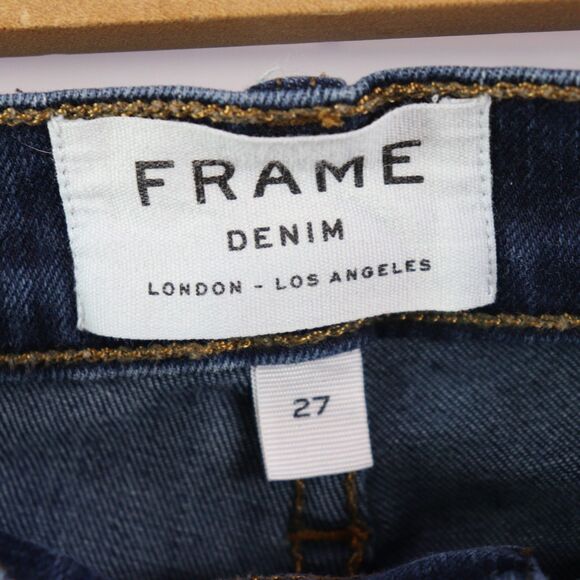 FRAME
DENIM
LONDON - LOS ANGELES
27